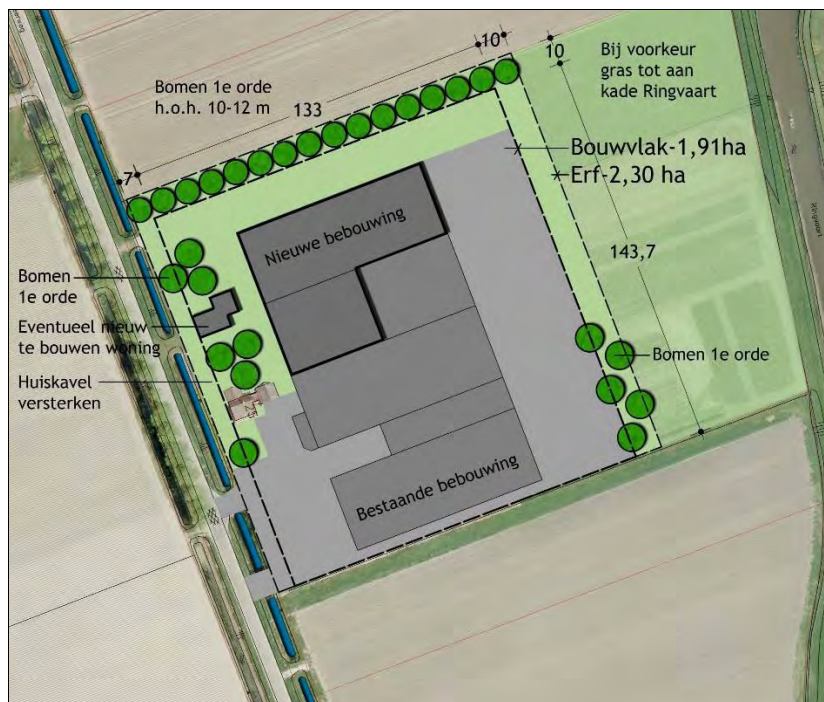 10
10
Bij voorkeur
gras tot aan
kade Ringvaart
Bomen 1e orde
h.o.h. 10-12 m
133
Bouwvlak-1,91ha
Erf-2,30 ha
7
Nieuwe bebouwing
143,7
Bomen
1e orde
Eventueel nieuw
te bouwen woning
Bomen 1e orde
Huiskavel
versterken
Bestaande bebouwing